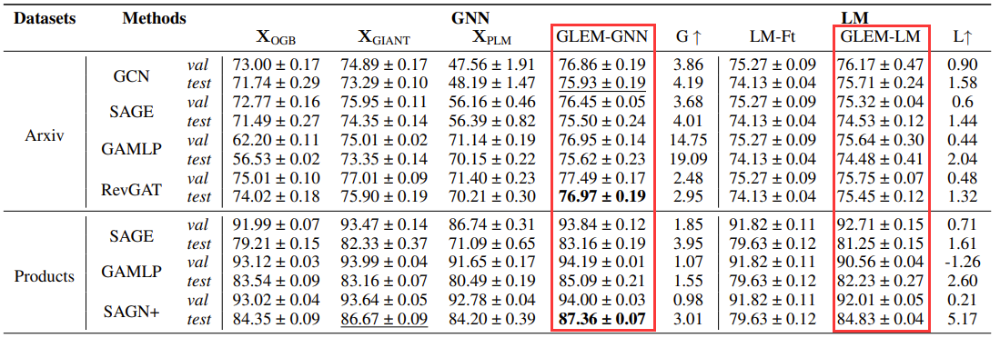 Datasets Methods GNN LM
X_OGB X_GIANT X_PLM GLEM-GNN G ↑ LM-Ft GLEM-LM L↑
Arxiv GCN val 73.00 ± 0.17 74.89 ± 0.17 47.56 ± 1.91 76.86 ± 0.19 3.86 75.27 ± 0.09 76.17 ± 0.47 0.90
test 71.74 ± 0.29 73.29 ± 0.10 48.19 ± 1.47 75.93 ± 0.19 4.19 74.13 ± 0.04 75.71 ± 0.24 1.58
SAGE val 72.77 ± 0.16 75.95 ± 0.11 56.16 ± 0.46 76.45 ± 0.05 3.68 75.27 ± 0.09 75.32 ± 0.04 0.6
test 71.49 ± 0.27 74.35 ± 0.14 56.39 ± 0.82 75.50 ± 0.24 4.01 74.13 ± 0.04 74.53 ± 0.12 1.44
GAMLP val 62.20 ± 0.11 75.01 ± 0.02 71.14 ± 0.19 76.95 ± 0.14 14.75 75.27 ± 0.09 75.64 ± 0.30 0.44
test 56.53 ± 0.02 73.35 ± 0.14 70.15 ± 0.22 75.62 ± 0.23 19.09 74.13 ± 0.04 74.48 ± 0.41 2.04
RevGAT val 75.01 ± 0.10 77.01 ± 0.09 71.40 ± 0.23 77.49 ± 0.17 2.48 75.27 ± 0.09 75.75 ± 0.07 0.48
test 74.02 ± 0.18 75.90 ± 0.19 70.21 ± 0.30 76.97 ± 0.19 2.95 74.13 ± 0.04 75.45 ± 0.12 1.32
Products SAGE val 91.99 ± 0.07 93.47 ± 0.14 86.74 ± 0.31 93.84 ± 0.12 1.85 91.82 ± 0.11 92.71 ± 0.15 0.71
test 79.21 ± 0.15 82.33 ± 0.37 71.09 ± 0.65 83.16 ± 0.19 3.95 79.63 ± 0.12 81.25 ± 0.15 1.61
GAMLP val 93.12 ± 0.03 93.99 ± 0.04 91.65 ± 0.17 94.19 ± 0.01 1.07 91.82 ± 0.11 90.56 ± 0.04 -1.26
test 83.54 ± 0.09 83.16 ± 0.07 80.49 ± 0.19 85.09 ± 0.21 1.55 79.63 ± 0.12 82.23 ± 0.27 2.60
SAGN+ val 93.02 ± 0.04 93.64 ± 0.05 92.78 ± 0.04 94.00 ± 0.03 0.98 91.82 ± 0.11 92.01 ± 0.05 0.21
test 84.35 ± 0.09 86.67 ± 0.09 84.20 ± 0.39 87.36 ± 0.07 3.01 79.63 ± 0.12 84.83 ± 0.04 5.17